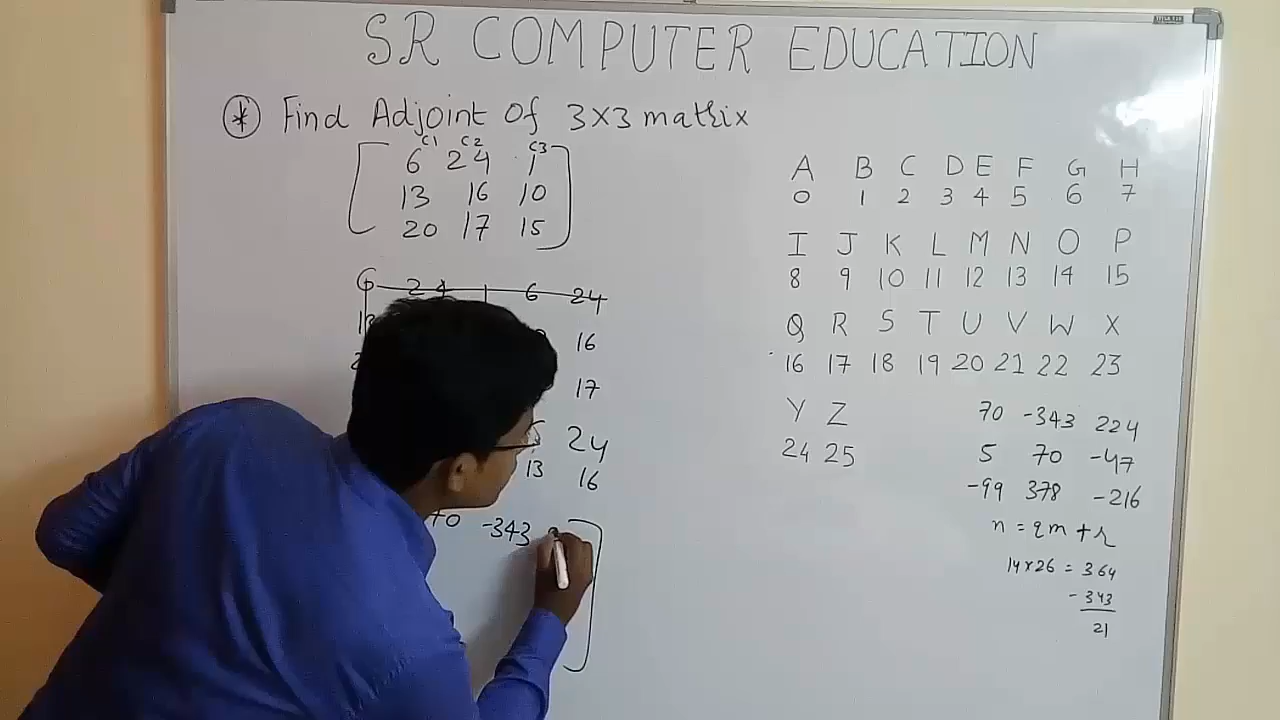 SR COMPUTER EDUCATION
* Find Adjoint Of 3x3 matrix
C1 C2 C3
6 24 1
13 16 10
20 17 15
6 24 6 24
16
17
24
13 16
70 -343
A B C D E F G H
0 1 2 3 4 5 6 7
I J K L M N O P
8 9 10 11 12 13 14 15
Q R S T U V W X
16 17 18 19 20 21 22 23
Y Z
24 25
70 -343 224
5 70 -47
-99 378 -216
n = qm + r
14x26 = 364
- 343
21